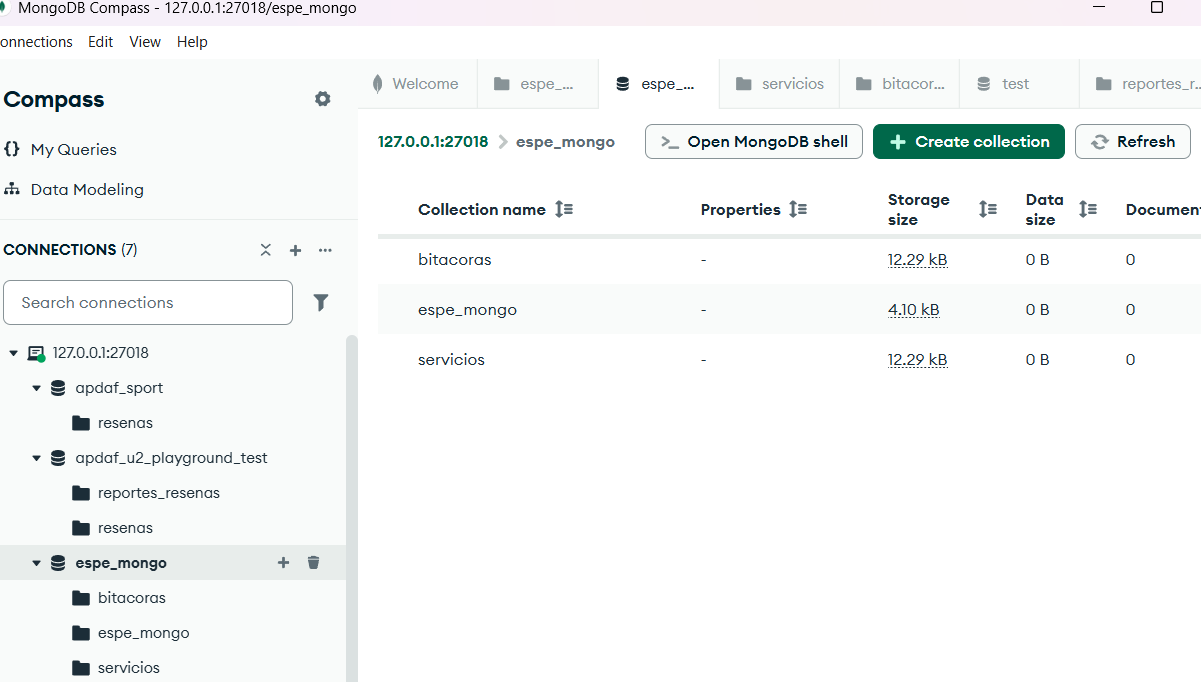 MongoDB Compass - 127.0.0.1:27018/espe_mongo
onnections Edit View Help
Compass
My Queries
Data Modeling
CONNECTIONS (7)
Search connections
127.0.0.1:27018
apdaf_sport
resenas
apdaf_u2_playground_test
reportes_resenas
resenas
espe_mongo
bitacoras
espe_mongo
servicios
Welcome espe_... espe_... servicios bitacor... test reportes_r...
127.0.0.1:27018 > espe_mongo >_ Open MongoDB shell + Create collection Refresh
Collection name Properties Storage size Data size Document
bitacoras - 12.29 kB 0 B 0
espe_mongo - 4.10 kB 0 B 0
servicios - 12.29 kB 0 B 0